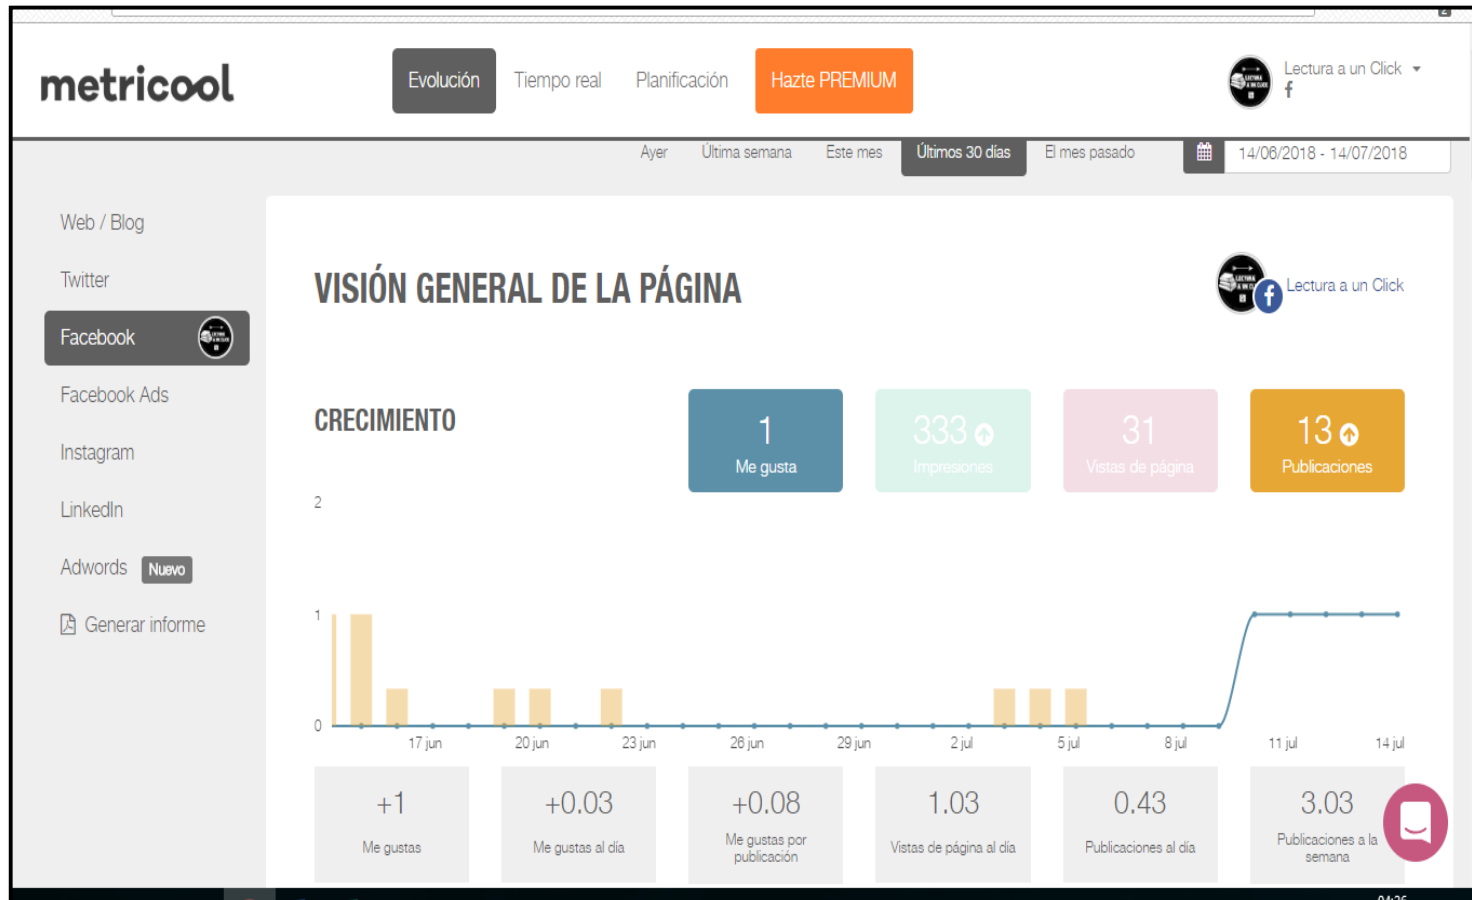 metricool
Evolución
Tiempo real
Planificación
Hazte PREMIUM
Lectura a un Click
Ayer
Última semana
Este mes
Últimos 30 días
El mes pasado
14/06/2018 - 14/07/2018
Web / Blog
Twitter
Facebook
Facebook Ads
Instagram
LinkedIn
Adwords Nuevo
Generar informe
VISIÓN GENERAL DE LA PÁGINA
Lectura a un Click
CRECIMIENTO
1
Me gusta
333
Impresiones
31
Vistas de página
13
Publicaciones
2
1
0
17 jun
20 jun
23 jun
26 jun
29 jun
2 jul
5 jul
8 jul
11 jul
14 jul
+1
Me gustas
+0.03
Me gustas al día
+0.08
Me gustas por
publicación
1.03
Vistas de página al día
0.43
Publicaciones al día
3.03
Publicaciones a la
semana